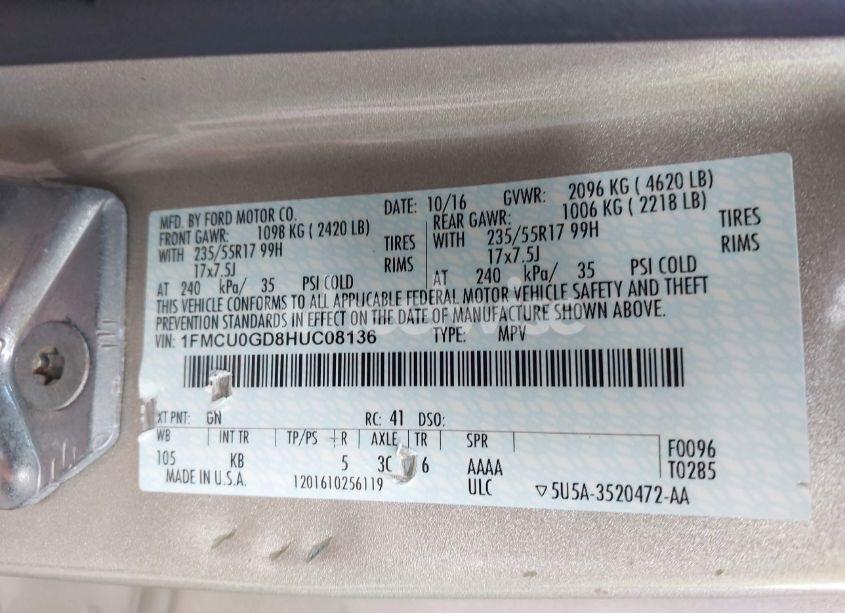 MFD. BY FORD MOTOR CO. DATE: 10/16 GVWR: 2096 KG ( 4620 LB)
FRONT GAWR: 1098 KG ( 2420 LB) REAR GAWR: 1006 KG ( 2218 LB)
WITH 235/55R17 99H TIRES WITH 235/55R17 99H TIRES
17x7.5J RIMS 17x7.5J RIMS
AT 240 kPa/ 35 PSI COLD AT 240 kPa/ 35 PSI COLD
THIS VEHICLE CONFORMS TO ALL APPLICABLE FEDERAL MOTOR VEHICLE SAFETY AND THEFT
PREVENTION STANDARDS IN EFFECT ON THE DATE OF MANUFACTURE SHOWN ABOVE.
VIN: 1FMCU0GD8HUC08136 TYPE: MPV
XT PNT: GN RC: 41 DSO:
WB INT TR TP/PS R AXLE TR SPR F0096
105 KB 5 3C 6 AAAA T0285
MADE IN U.S.A. 1201610256119 ULC ▽5U5A-3520472-AA